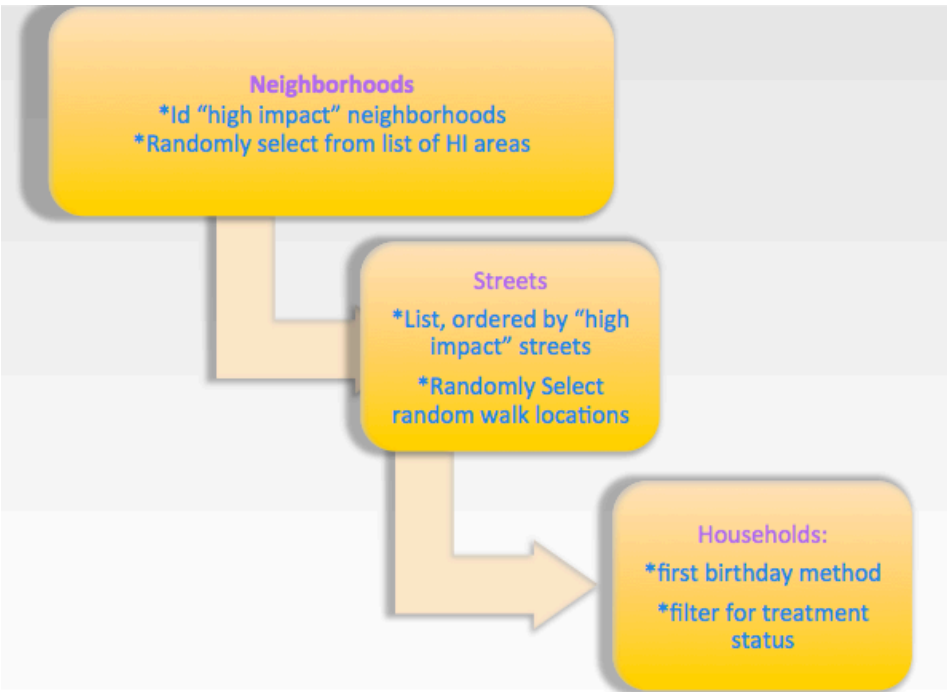 Neighborhoods
*Id “high impact” neighborhoods
*Randomly select from list of HI areas
Streets
*List, ordered by “high
impact” streets
*Randomly Select
random walk locations
Households:
*first birthday method
*filter for treatment
status